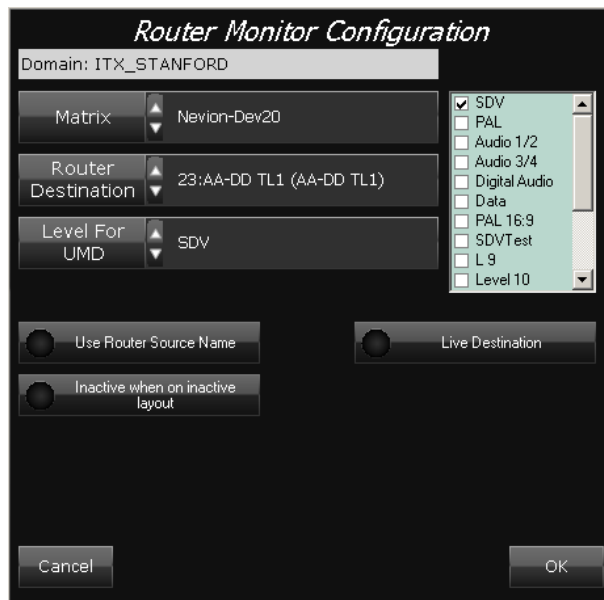 Router Monitor Configuration
Domain: ITX_STANFORD
Matrix
Nevion-Dev20
Router
Destination
23:AA-DD TL1 (AA-DD TL1)
Level For
UMD
SDV
SDV
PAL
Audio 1/2
Audio 3/4
Digital Audio
Data
PAL 16:9
SDVTest
L 9
Level 10
Use Router Source Name
Live Destination
Inactive when on inactive
layout
Cancel
OK